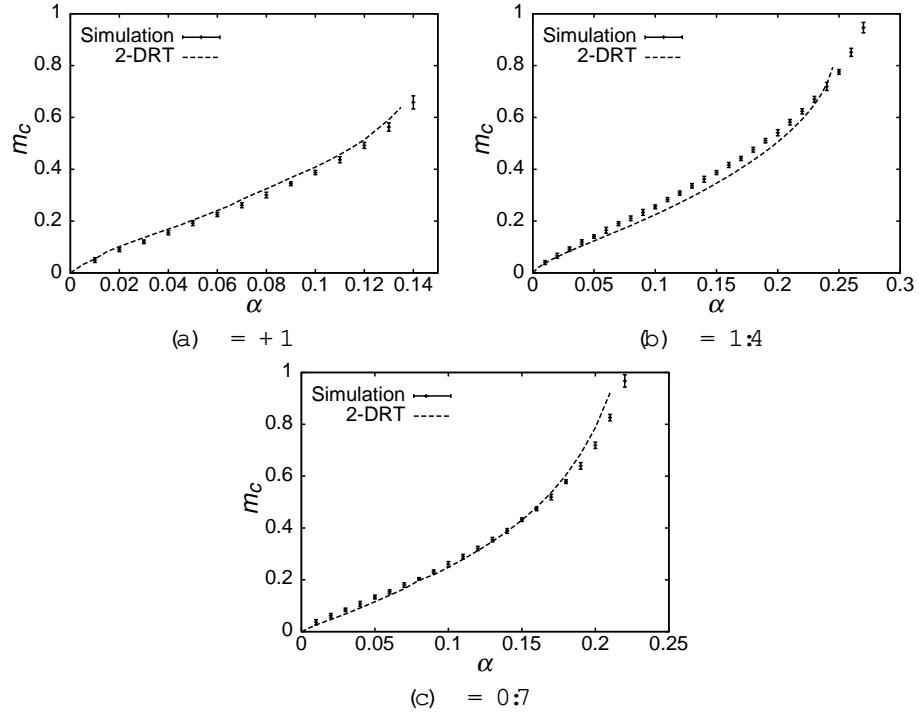 1
0.8
0.6
0.4
0.2
0
Simulation
2-DRT
m_c
0.02 0.04 0.06 0.08 0.1 0.12 0.14
α
(a) = +1
1
0.8
0.6
0.4
0.2
0
Simulation
2-DRT
m_c
0 0.05 0.1 0.15 0.2 0.25 0.3
α
(b) = 1:4
1
0.8
0.6
0.4
0.2
0
Simulation
2-DRT
m_c
0 0.05 0.1 0.15 0.2 0.25
α
(c) = 0:7